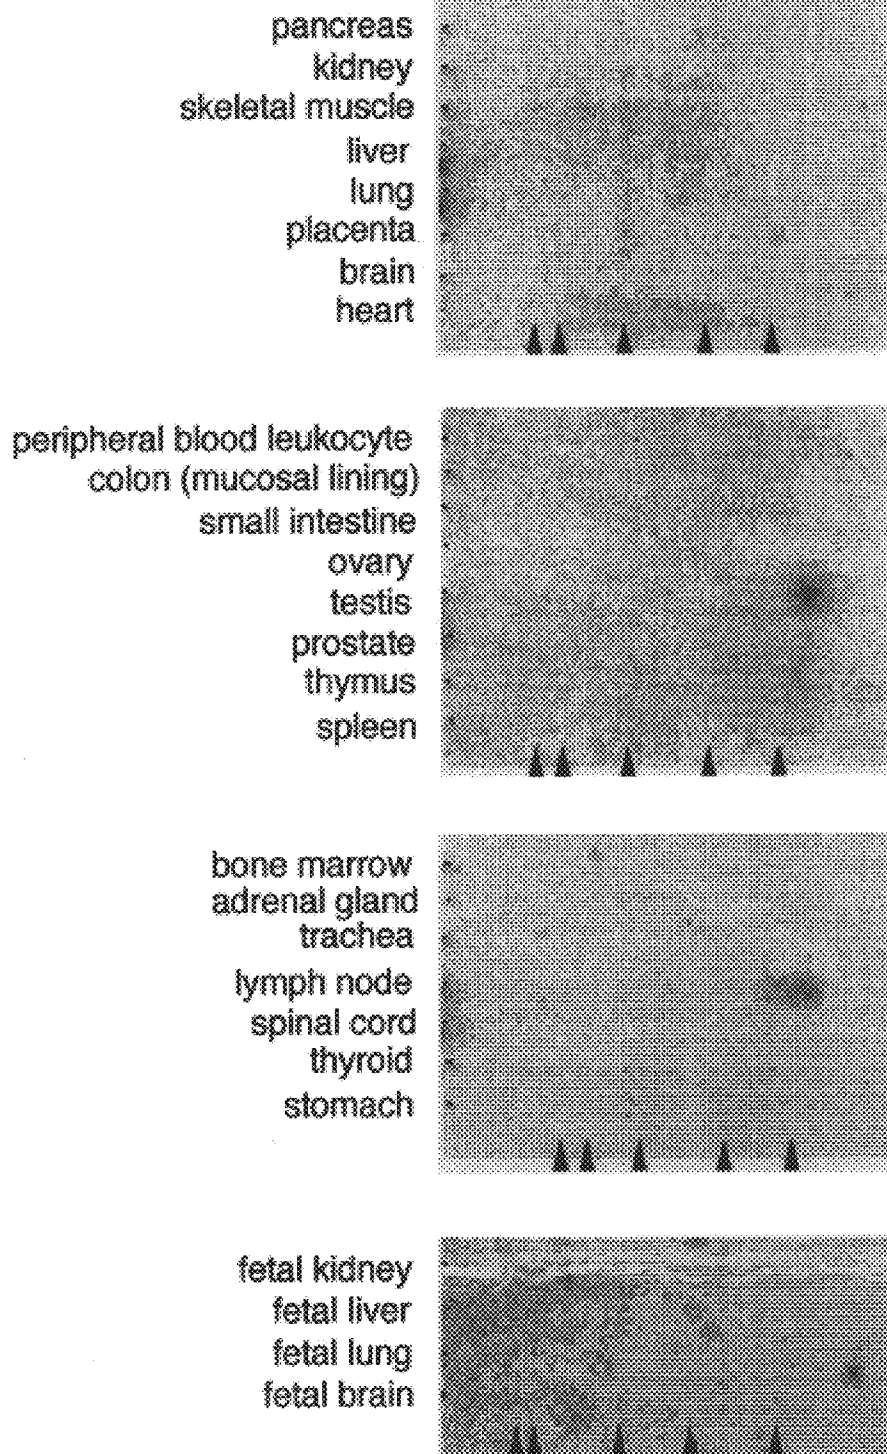 pancreas
kidney
skeletal muscle
liver
lung
placenta
brain
heart
peripheral blood leukocyte
colon (mucosal lining)
small intestine
ovary
testis
prostate
thymus
spleen
bone marrow
adrenal gland
trachea
lymph node
spinal cord
thyroid
stomach
fetal kidney
fetal liver
fetal lung
fetal brain